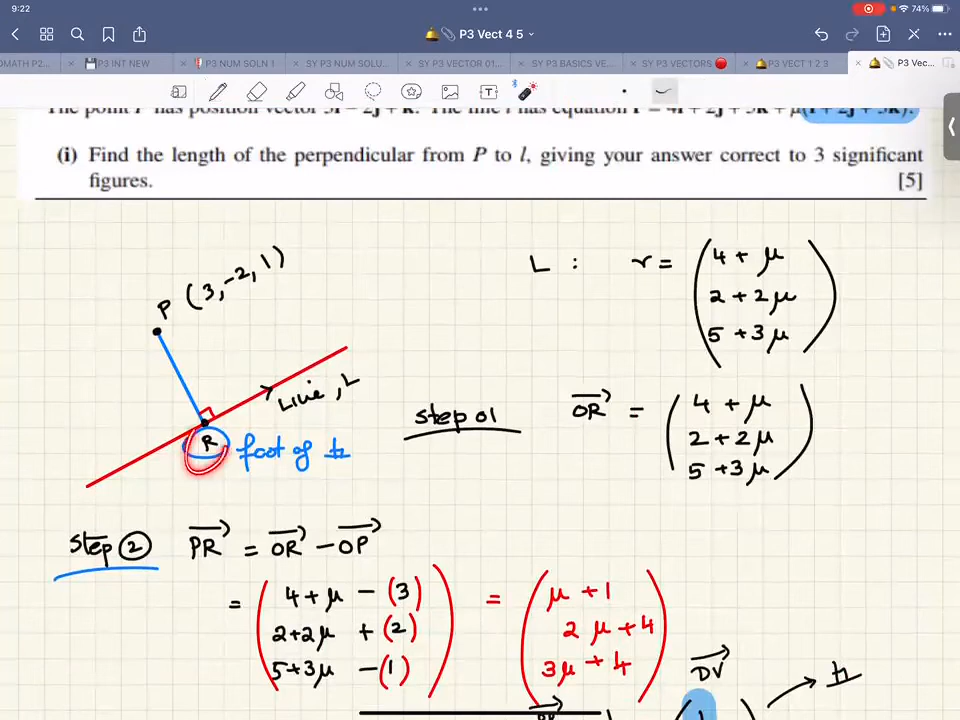 9:22
74%
P3 Vect 4 5
OMATH P2...
P3 INT NEW
P3 NUM SOLN 1
SY P3 NUM SOLU...
SY P3 VECTOR 01...
SY P3 BASICS VE...
SY P3 VECTORS
P3 VECT 1 2 3
P3 Vec...
(i) Find the length of the perpendicular from P to l, giving your answer correct to 3 significant
figures. [5]
P (3,-2,1)
L : r = (4 + μ
2 + 2μ
5 + 3μ)
Line, L
R foot of
Step 01
OR = (4 + μ
2 + 2μ
5 + 3μ)
Step ② PR = OR - OP
= (4+μ - (3)
2+2μ + (2)
5+3μ - (1))
= (μ + 1
2μ + 4
3μ + 4)
DV